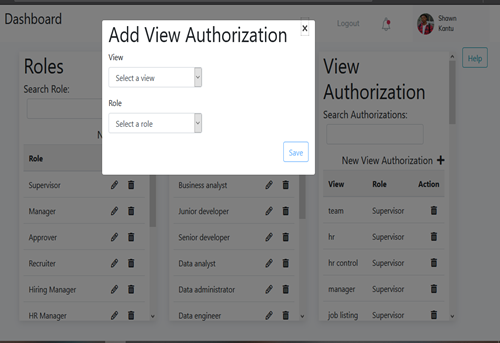 Dashboard
Logout
Shawn
Kantu
Help
Add View Authorization
x
View
Select a view
Role
Select a role
Save
Roles
Search Role:
N
Role
Supervisor
Manager
Approver
Recruiter
Hiring Manager
HR Manager
Business analyst
Junior developer
Senior developer
Data analyst
Data administrator
Data engineer
View
Authorization
Search Authorizations:
New View Authorization +
View Role Action
team Supervisor
hr Supervisor
hr control Supervisor
manager Supervisor
job listing Supervisor